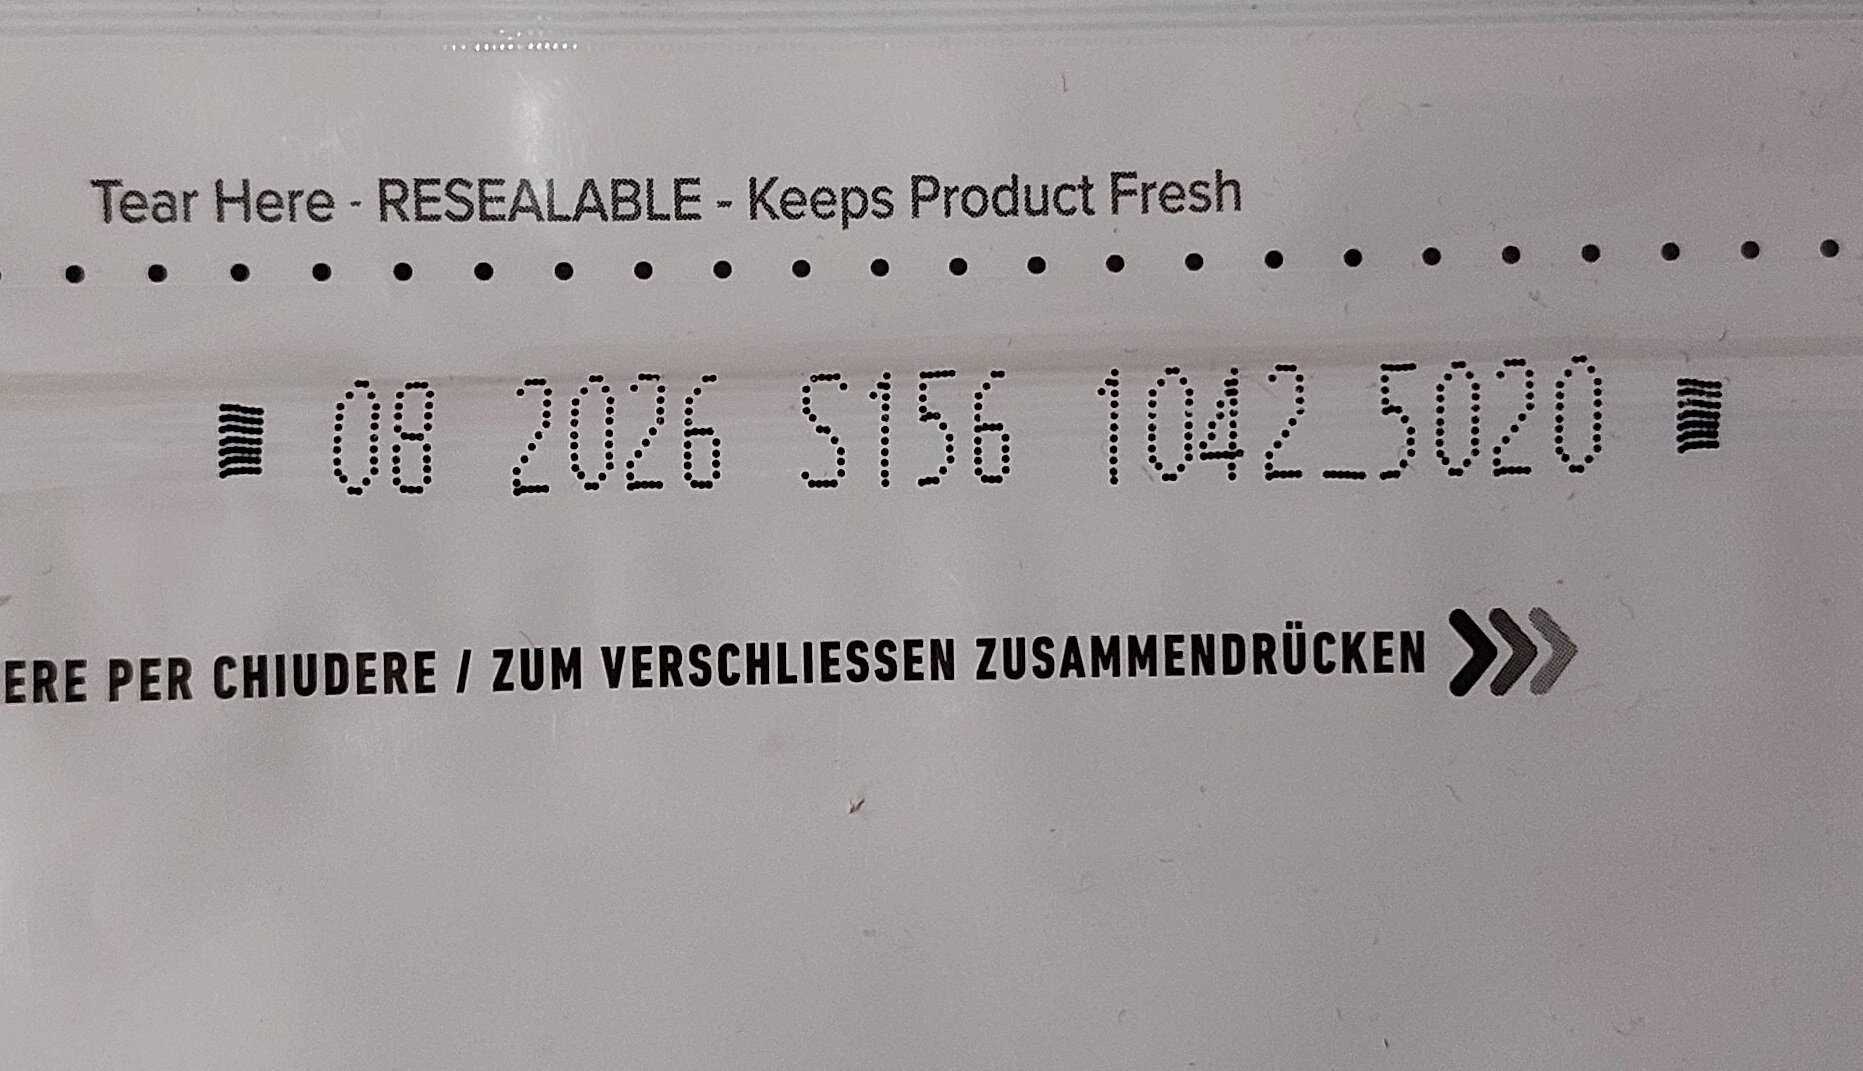 Tear Here - RESEALABLE - Keeps Product Fresh
08 2026 S156 1042_5020
ERE PER CHIUDERE / ZUM VERSCHLIESSEN ZUSAMMENDRÜCKEN